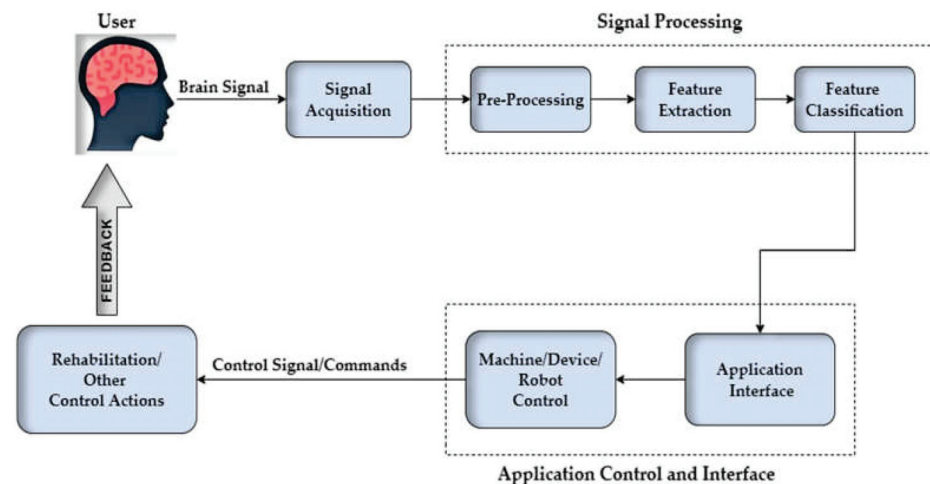 User
Signal Processing
Brain Signal
Signal
Acquisition
Pre-Processing
Feature
Extraction
Feature
Classification
FEEDBACK
Rehabilitation/
Other
Control Actions
Control Signal/Commands
Machine/Device/
Robot
Control
Application
Interface
Application Control and Interface